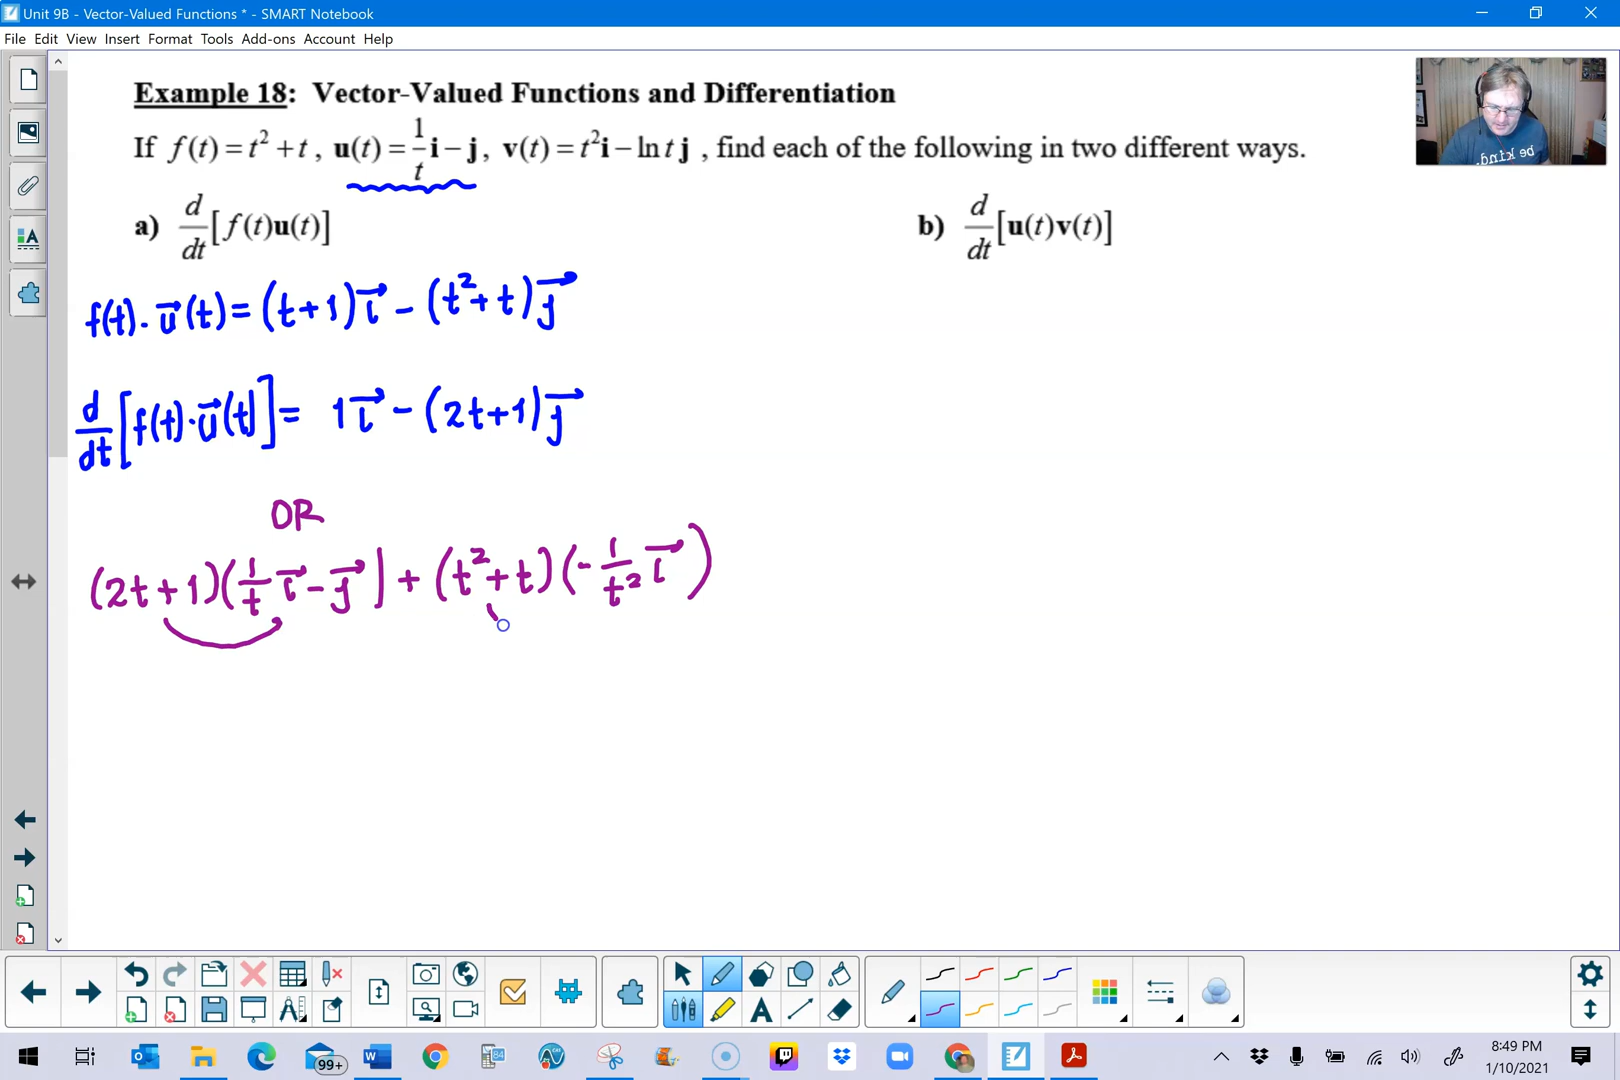 Unit 9B - Vector-Valued Functions * - SMART Notebook
File Edit View Insert Format Tools Add-ons Account Help
Example 18: Vector-Valued Functions and Differentiation
If f(t) = t² + t , u(t) = 1/t i − j, v(t) = t²i − ln t j , find each of the following in two different ways.
a) d/dt [f(t)u(t)]
b) d/dt [u(t)v(t)]
f(t)·u⃗(t) = (t+1)i⃗ − (t²+t)j⃗
d/dt [f(t)·u⃗(t)] = 1i⃗ − (2t+1)j⃗
OR
(2t+1)(1/t i⃗ − j⃗) + (t²+t)(−1/t² i⃗)
be kind.
A
A
99+
W
84
CAT
8:49 PM
1/10/2021